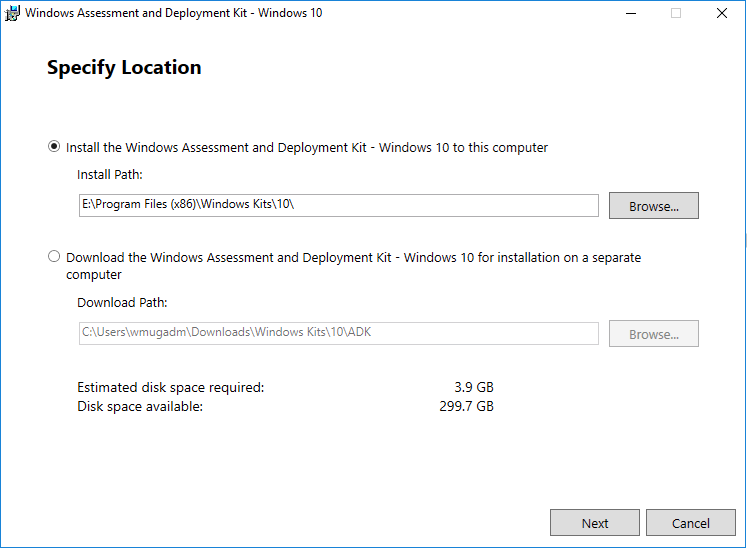 Windows Assessment and Deployment Kit - Windows 10
Specify Location
Install the Windows Assessment and Deployment Kit - Windows 10 to this computer
Install Path:
E:\Program Files (x86)\Windows Kits\10\
Browse...
Download the Windows Assessment and Deployment Kit - Windows 10 for installation on a separate
computer
Download Path:
C:\Users\wmugadm\Downloads\Windows Kits\10\ADK
Browse...
Estimated disk space required: 3.9 GB
Disk space available: 299.7 GB
Next Cancel